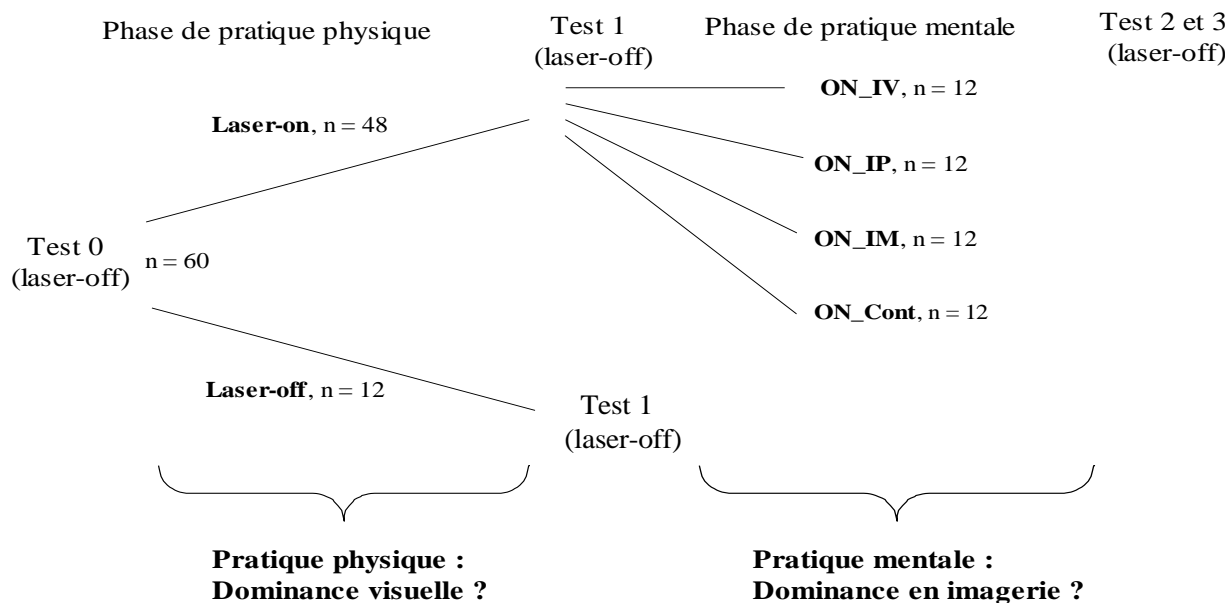 Phase de pratique physique
Test 1
(laser-off)
Phase de pratique mentale
Test 2 et 3
(laser-off)
Laser-on, n = 48
ON_IV, n = 12
ON_IP, n = 12
ON_IM, n = 12
ON_Cont, n = 12
Test 0
(laser-off)
n = 60
Laser-off, n = 12
Test 1
(laser-off)
Pratique physique :
Dominance visuelle ?
Pratique mentale :
Dominance en imagerie ?